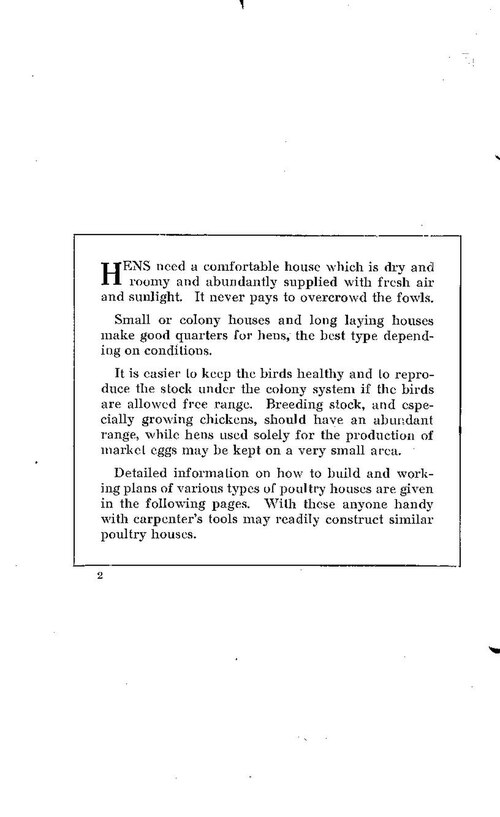 HENS need a comfortable house which is dry and
roomy and abundantly supplied with fresh air
and sunlight. It never pays to overcrowd the fowls.
Small or colony houses and long laying houses
make good quarters for hens, the best type depend-
ing on conditions.
It is easier to keep the birds healthy and to repro-
duce the stock under the colony system if the birds
are allowed free range. Breeding stock, and espe-
cially growing chickens, should have an abundant
range, while hens used solely for the production of
market eggs may be kept on a very small area.
Detailed information on how to build and work-
ing plans of various types of poultry houses are given
in the following pages. With these anyone handy
with carpenter's tools may readily construct similar
poultry houses.
2